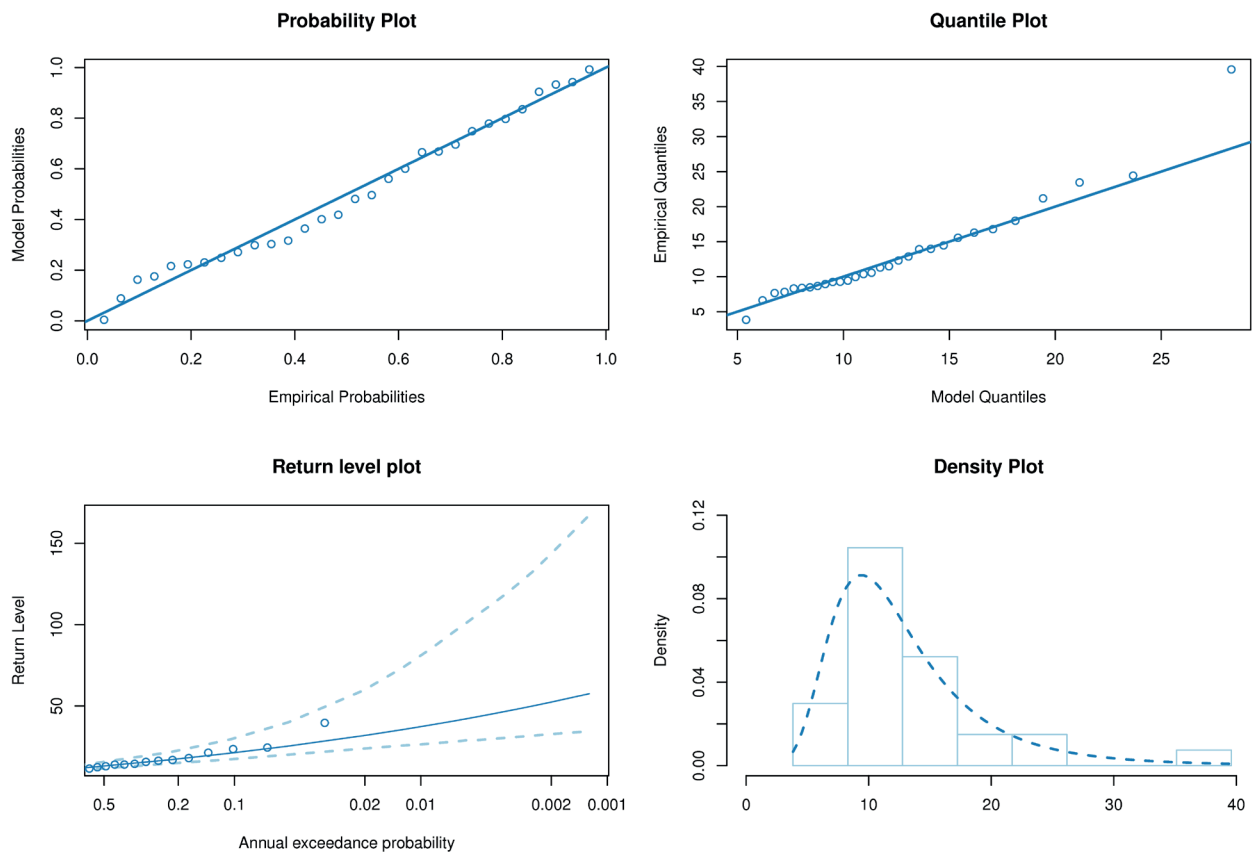 Probability Plot
Model Probabilities
1.0
0.8
0.6
0.4
0.2
0.0
0.0 0.2 0.4 0.6 0.8 1.0
Empirical Probabilities
Quantile Plot
Empirical Quantiles
40
35
30
25
20
15
10
5
5 10 15 20 25
Model Quantiles
Return level plot
Return Level
150
100
50
0.5 0.2 0.1 0.02 0.01 0.002 0.001
Annual exceedance probability
Density Plot
Density
0.12
0.08
0.04
0.00
0 10 20 30 40